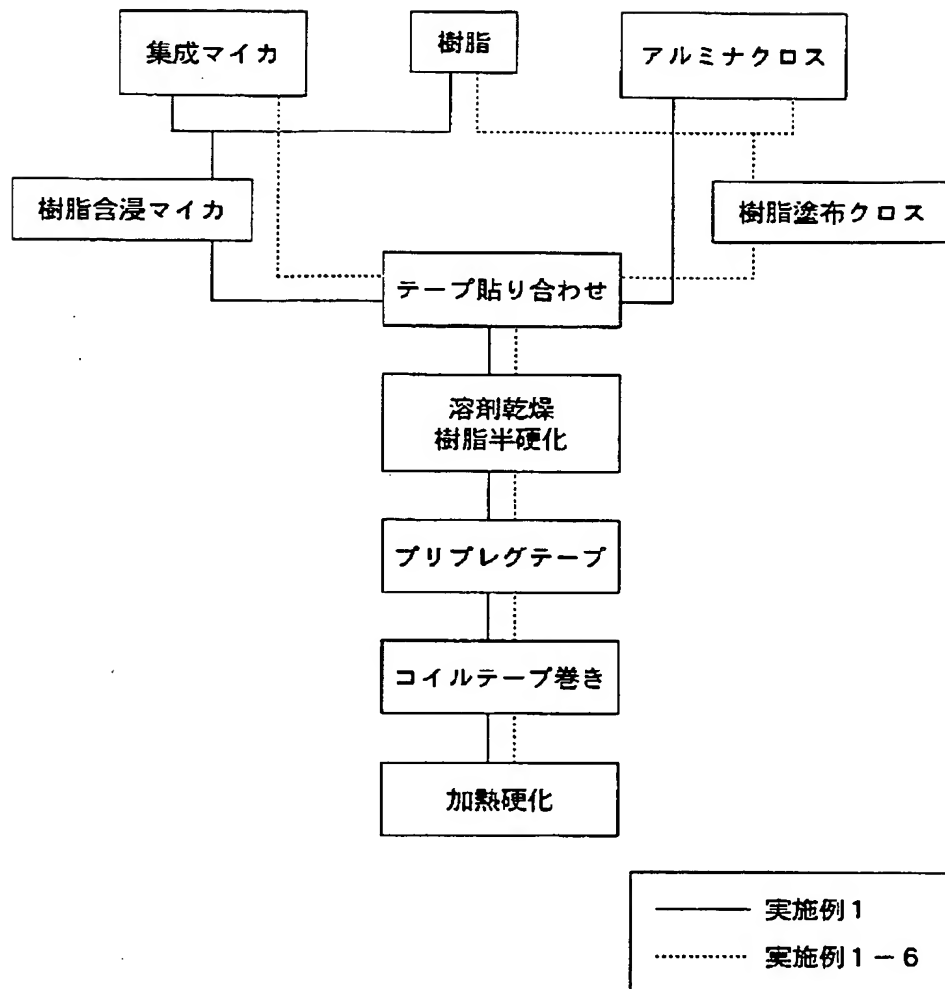 集成マイカ
樹脂
アルミナクロス
樹脂含浸マイカ
樹脂塗布クロス
テープ貼り合わせ
溶剤乾燥
樹脂半硬化
プリプレグテープ
コイルテープ巻き
加熱硬化
実施例1
実施例1－6